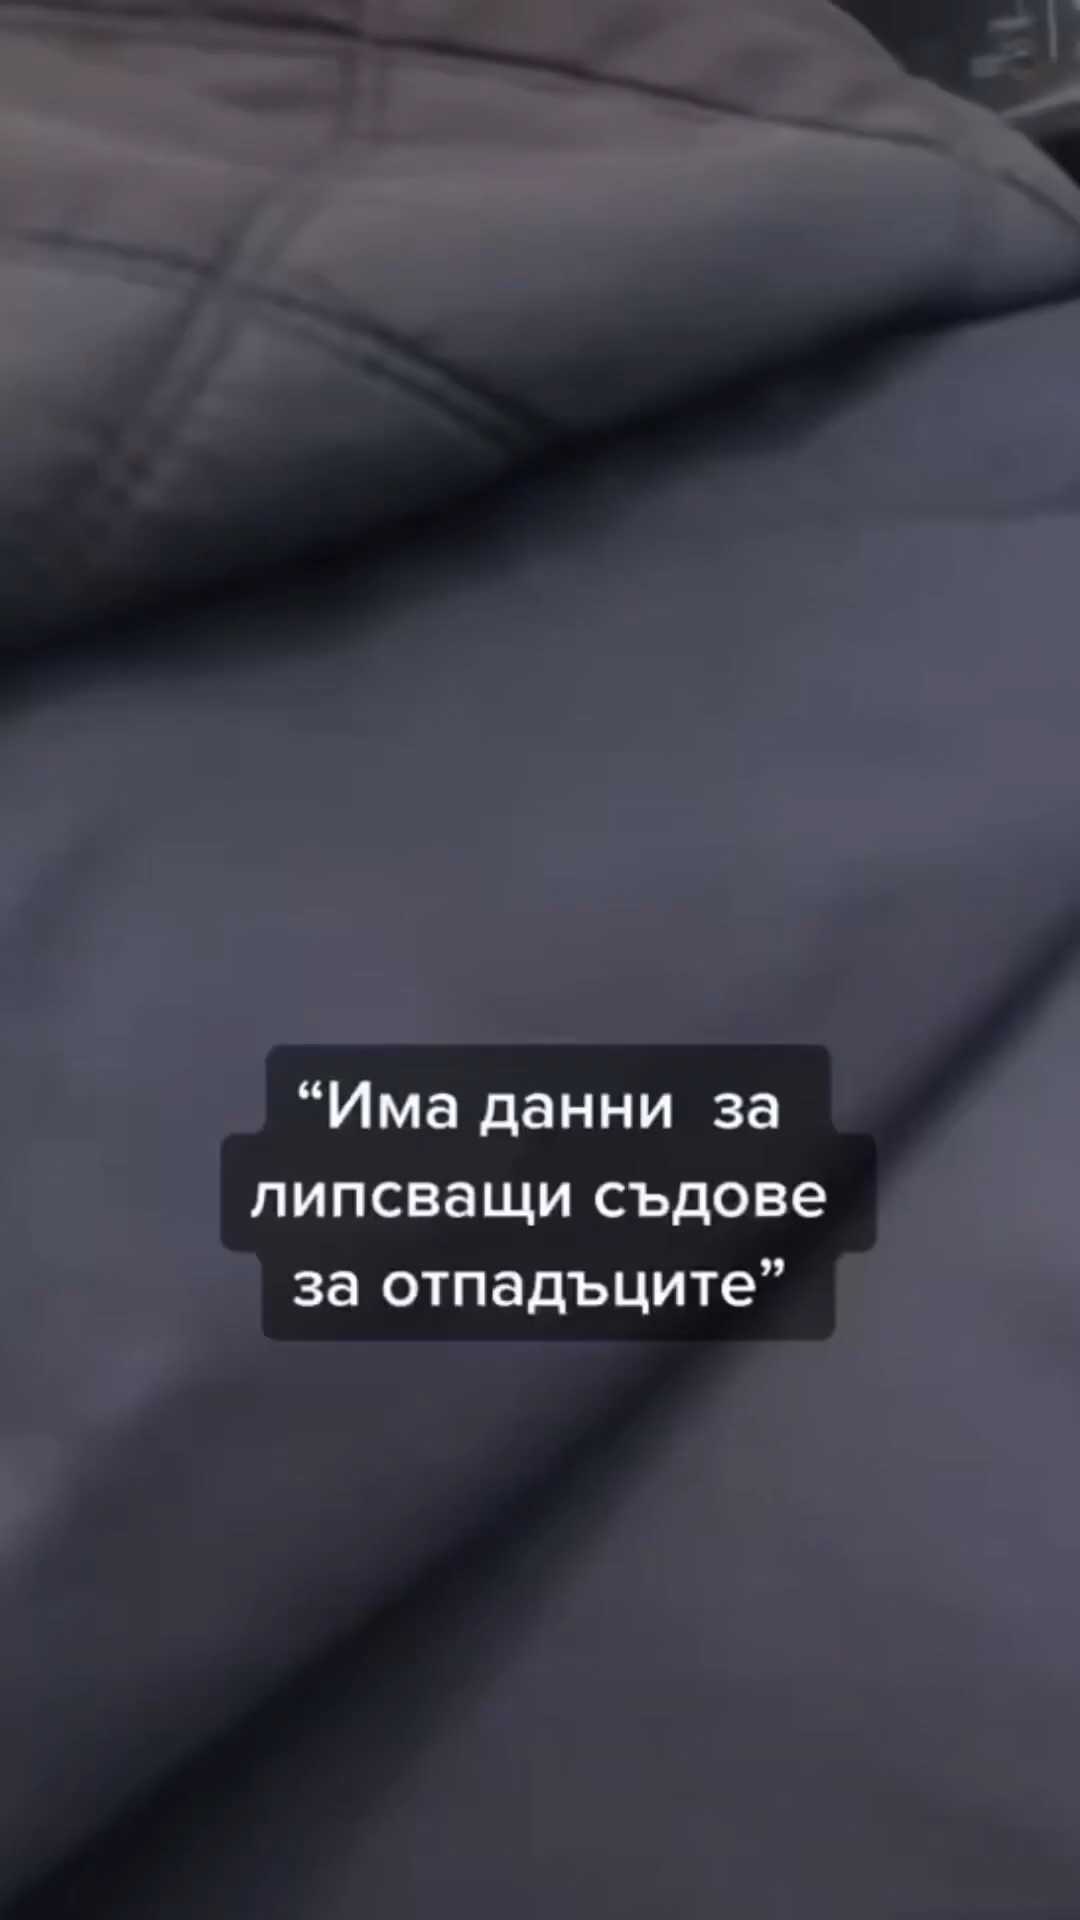 “Има данни  за
липсващи съдове
за отпадъците”